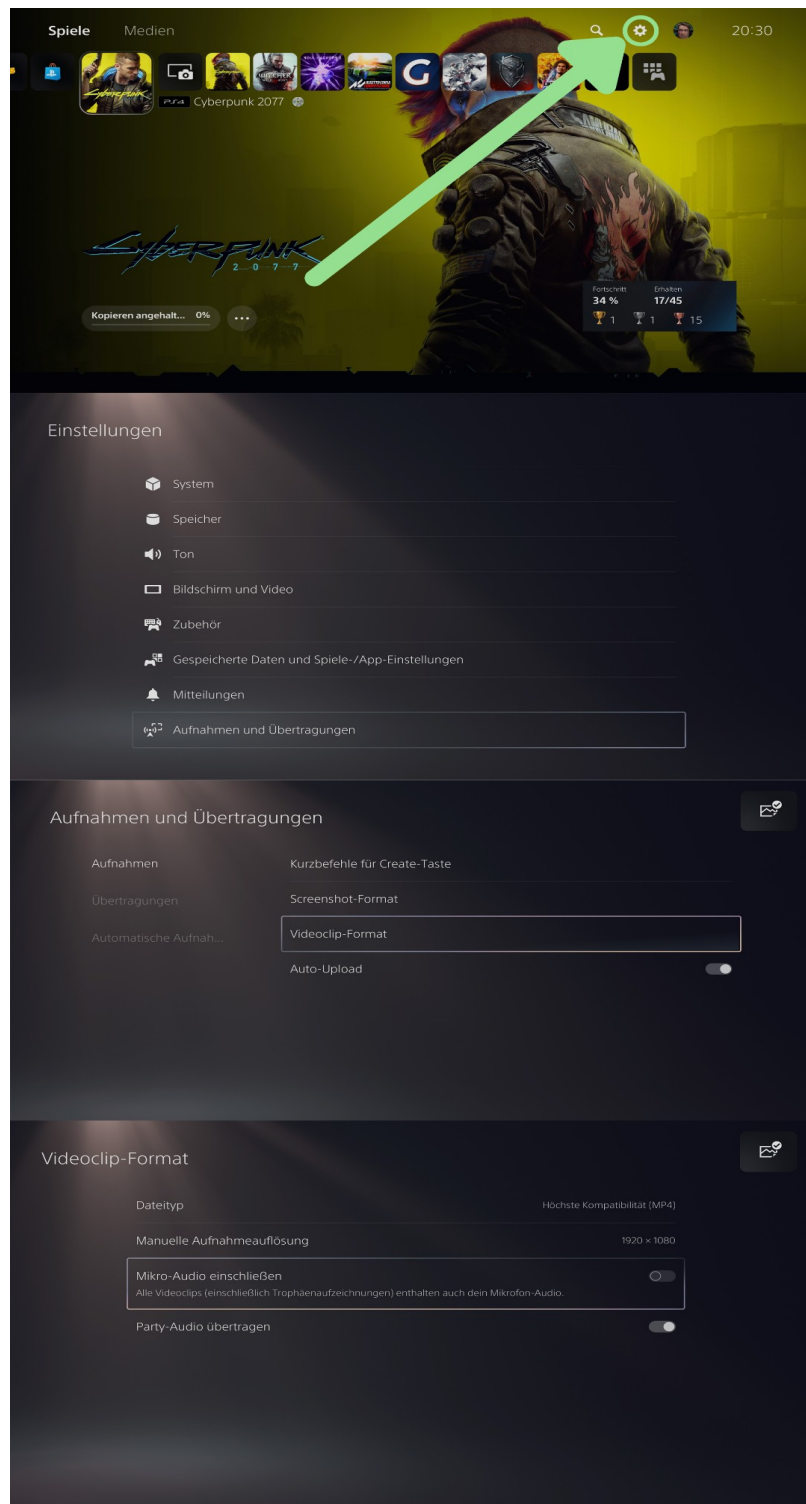 Spiele Medien 20:30
PS4 Cyberpunk 2077
SAMURAI
Cyberpunk
2077
Fortschritt Erhalten
34 % 17/45
1 1 15
Kopieren angehalt... 0% ...
Einstellungen
System
Speicher
Ton
Bildschirm und Video
Zubehör
Gespeicherte Daten und Spiele-/App-Einstellungen
Mitteilungen
Aufnahmen und Übertragungen
Aufnahmen und Übertragungen
Aufnahmen Kurzbefehle für Create-Taste
Übertragungen Screenshot-Format
Automatische Aufnah... Videoclip-Format
Auto-Upload
Videoclip-Format
Dateityp Höchste Kompatibilität (MP4)
Manuelle Aufnahmeauflösung 1920 × 1080
Mikro-Audio einschließen
Alle Videoclips (einschließlich Trophäenaufzeichnungen) enthalten auch dein Mikrofon-Audio.
Party-Audio übertragen